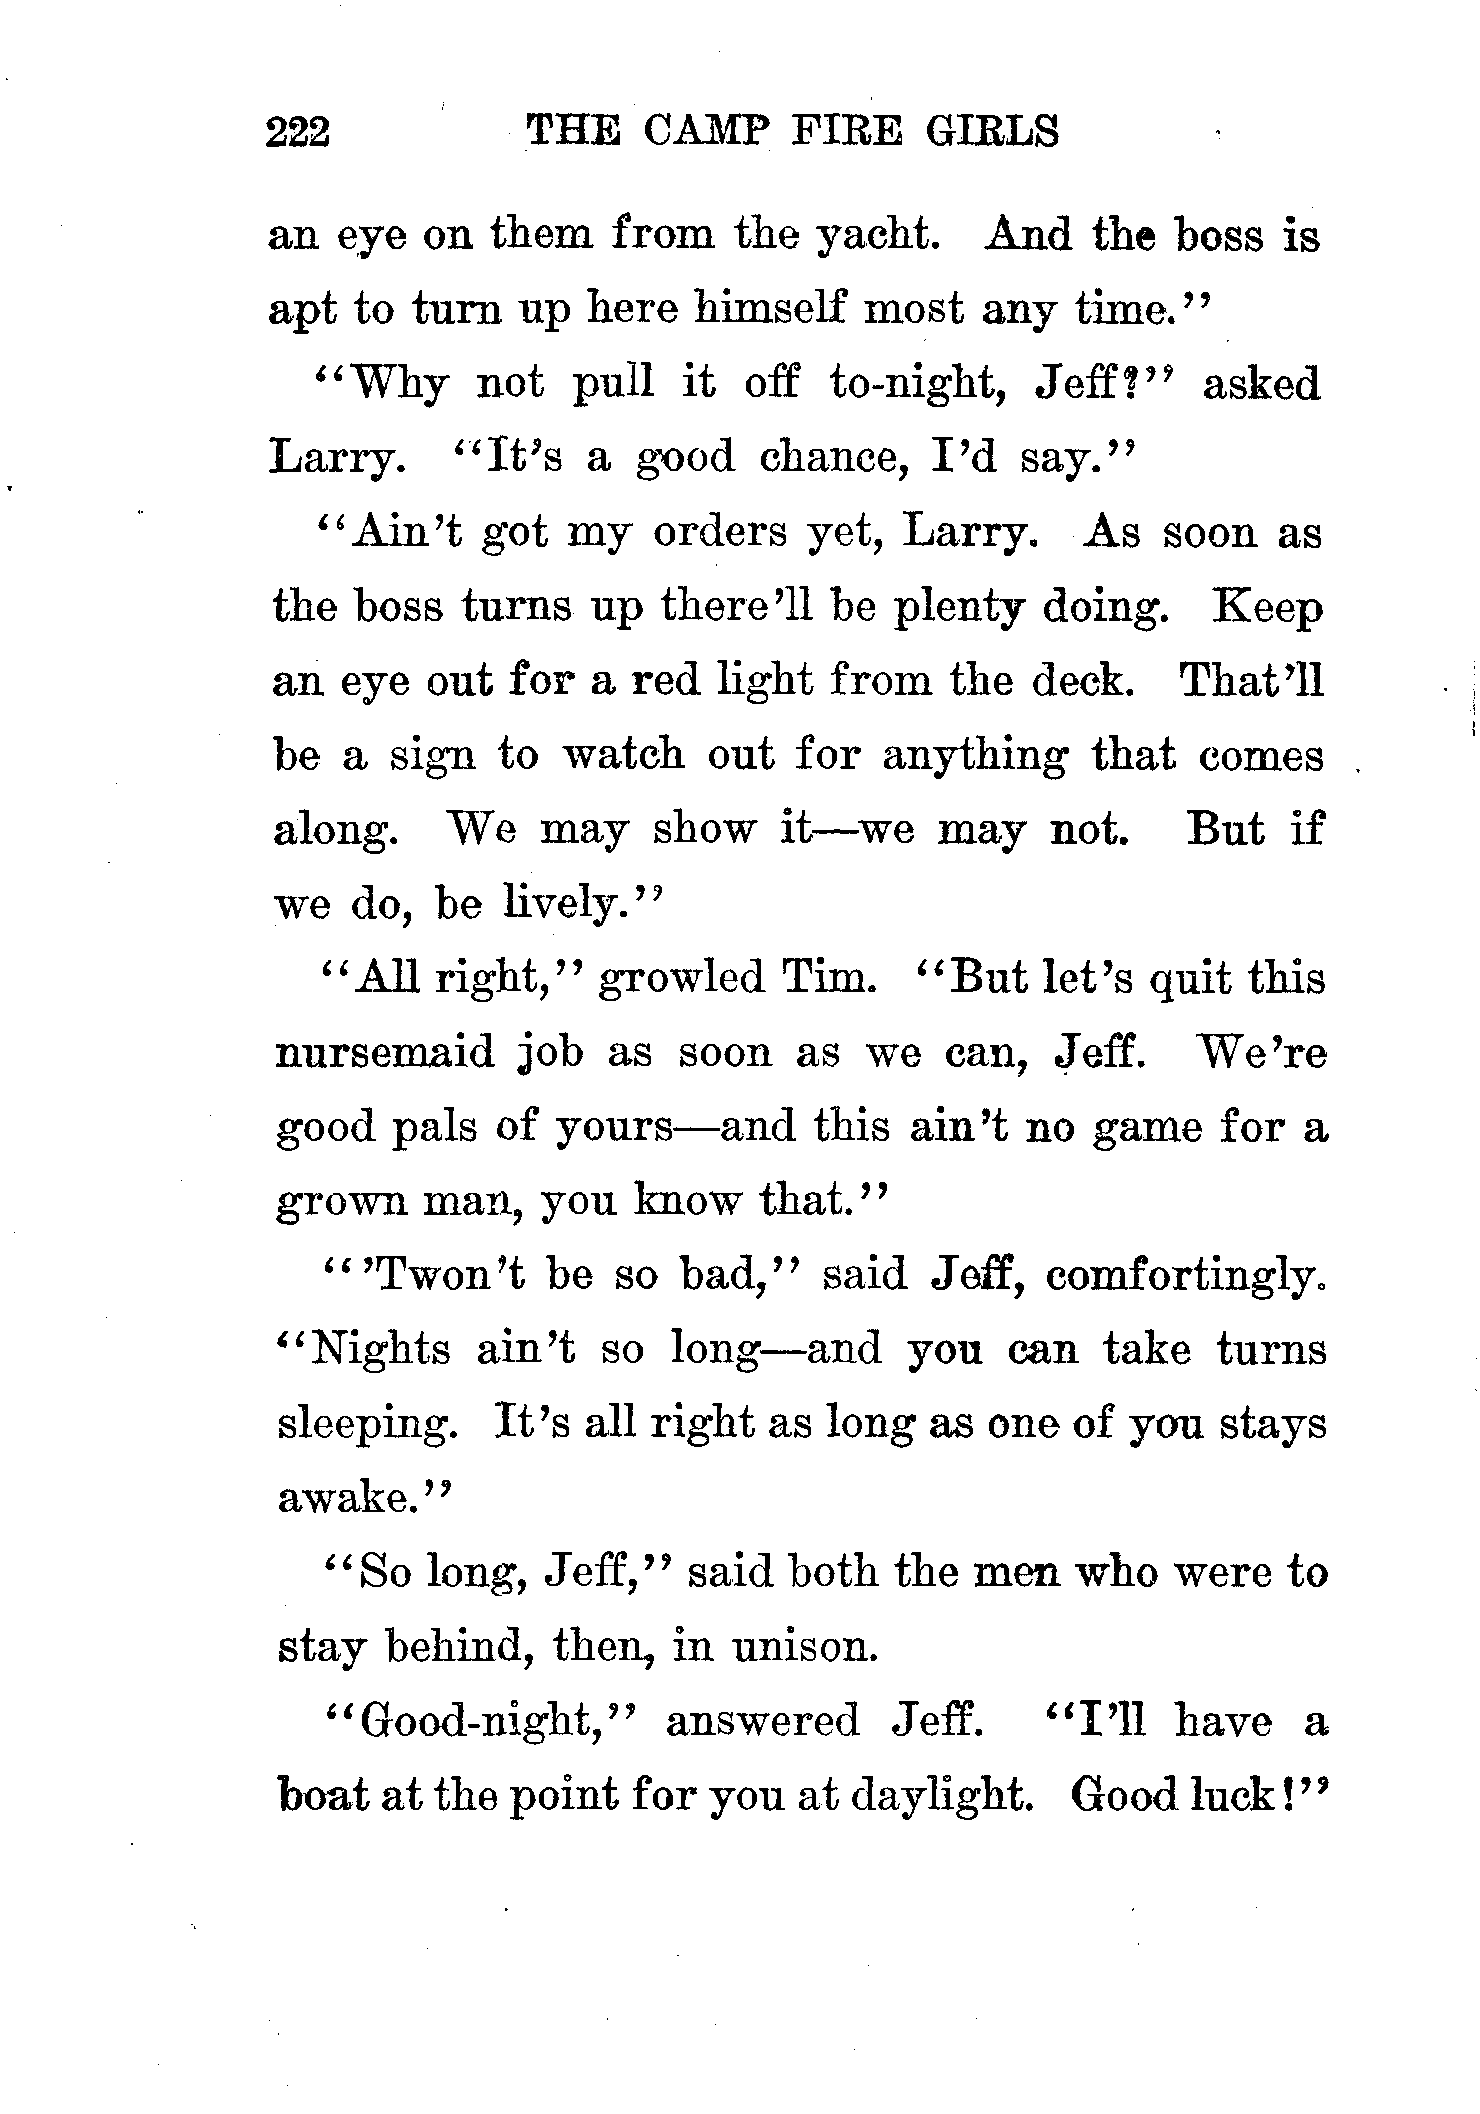 222 THE CAMP FIRE GIRLS
an eye on them from the yacht. And the boss is
apt to turn up here himself most any time."
"Why not pull it off to-night, Jeff?" asked
Larry. "It's a good chance, I'd say."
"Ain't got my orders yet, Larry. As soon as
the boss turns up there'll be plenty doing. Keep
an eye out for a red light from the deck. That'll
be a sign to watch out for anything that comes
along. We may show it—we may not. But if
we do, be lively."
"All right," growled Tim. "But let's quit this
nursemaid job as soon as we can, Jeff. We're
good pals of yours—and this ain't no game for a
grown man, you know that."
"'Twon't be so bad," said Jeff, comfortingly.
"Nights ain't so long—and you can take turns
sleeping. It's all right as long as one of you stays
awake."
"So long, Jeff," said both the men who were to
stay behind, then, in unison.
"Good-night," answered Jeff. "I'll have a
boat at the point for you at daylight. Good luck!"